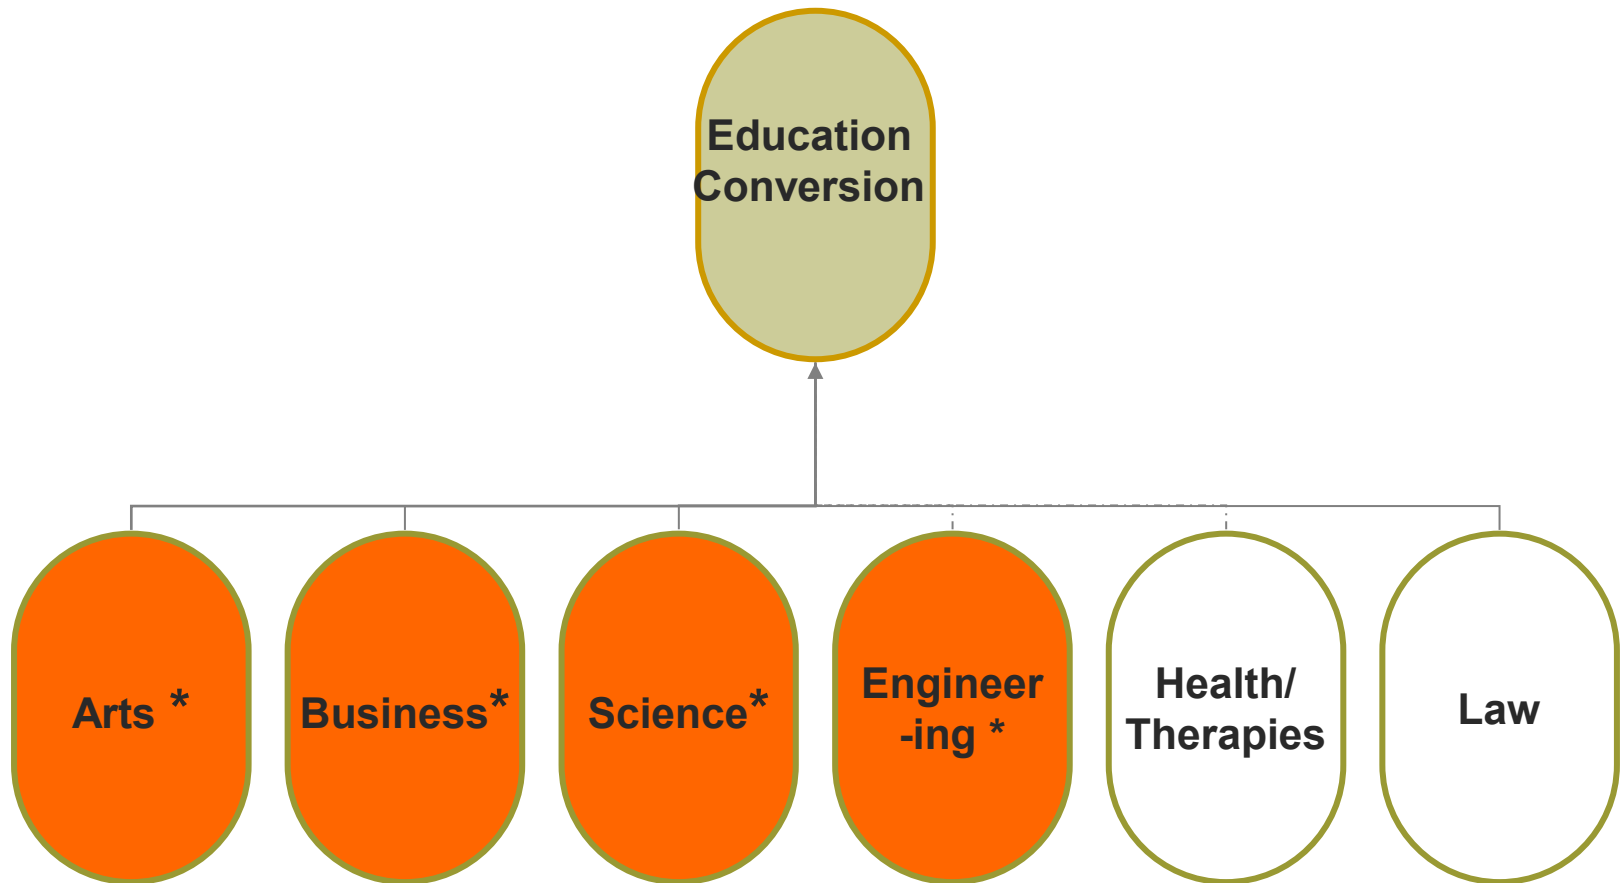 Education
Conversion
Arts *
Business*
Science*
Engineer
-ing *
Health/
Therapies
Law